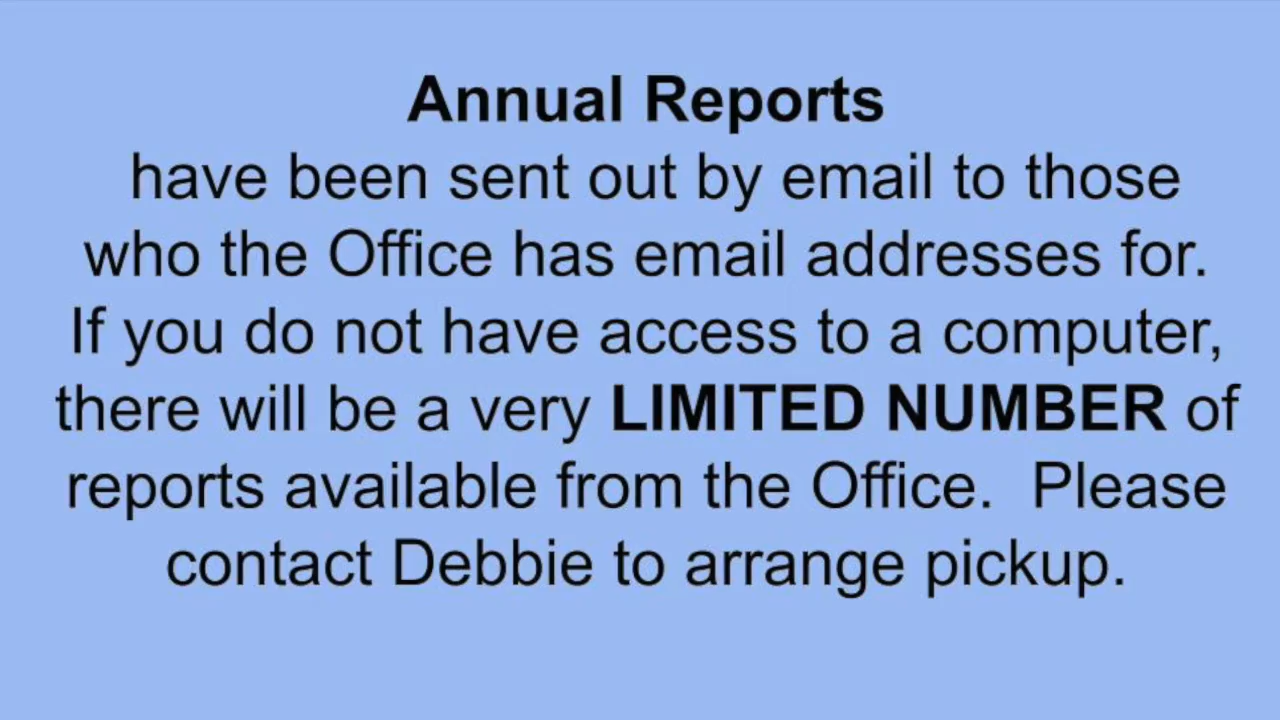 Annual Reports
have been sent out by email to those
who the Office has email addresses for.
If you do not have access to a computer,
there will be a very LIMITED NUMBER of
reports available from the Office.  Please
contact Debbie to arrange pickup.